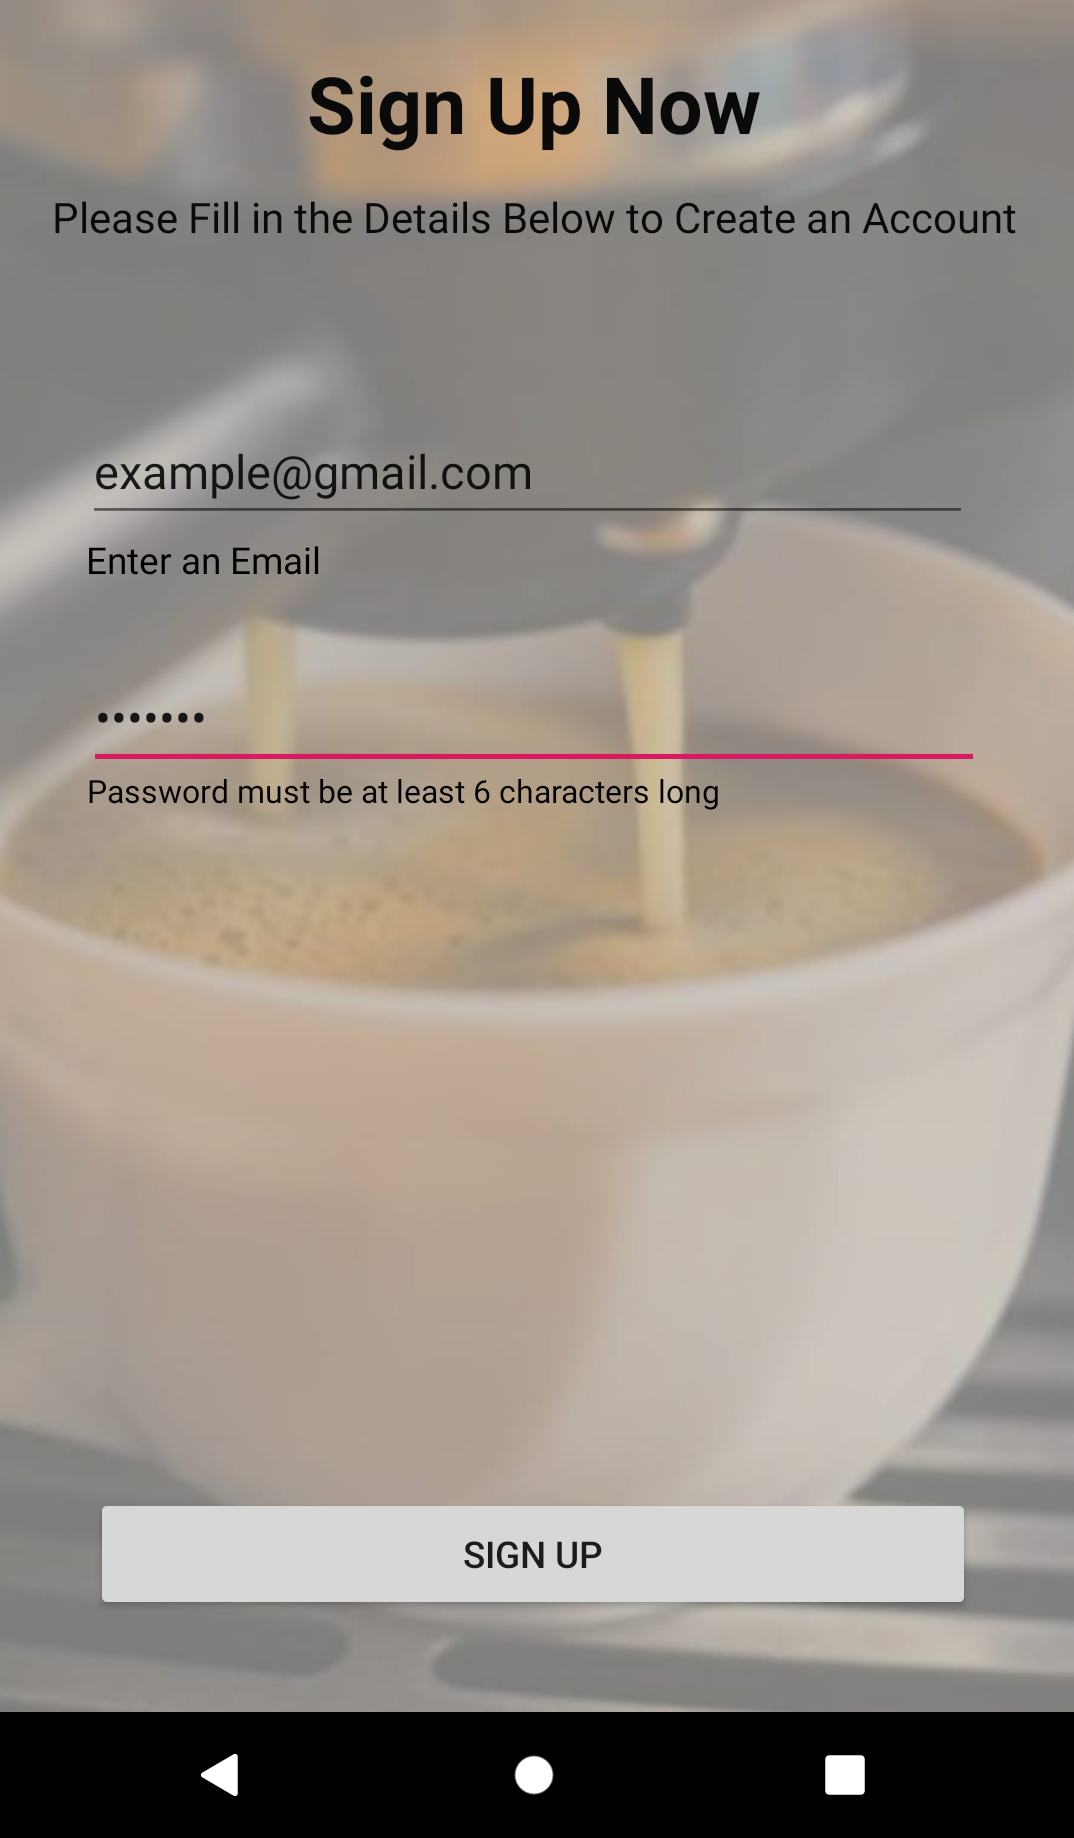 Sign Up Now
Please Fill in the Details Below to Create an Account
example@gmail.com
Enter an Email
•••••••
Password must be at least 6 characters long
SIGN UP